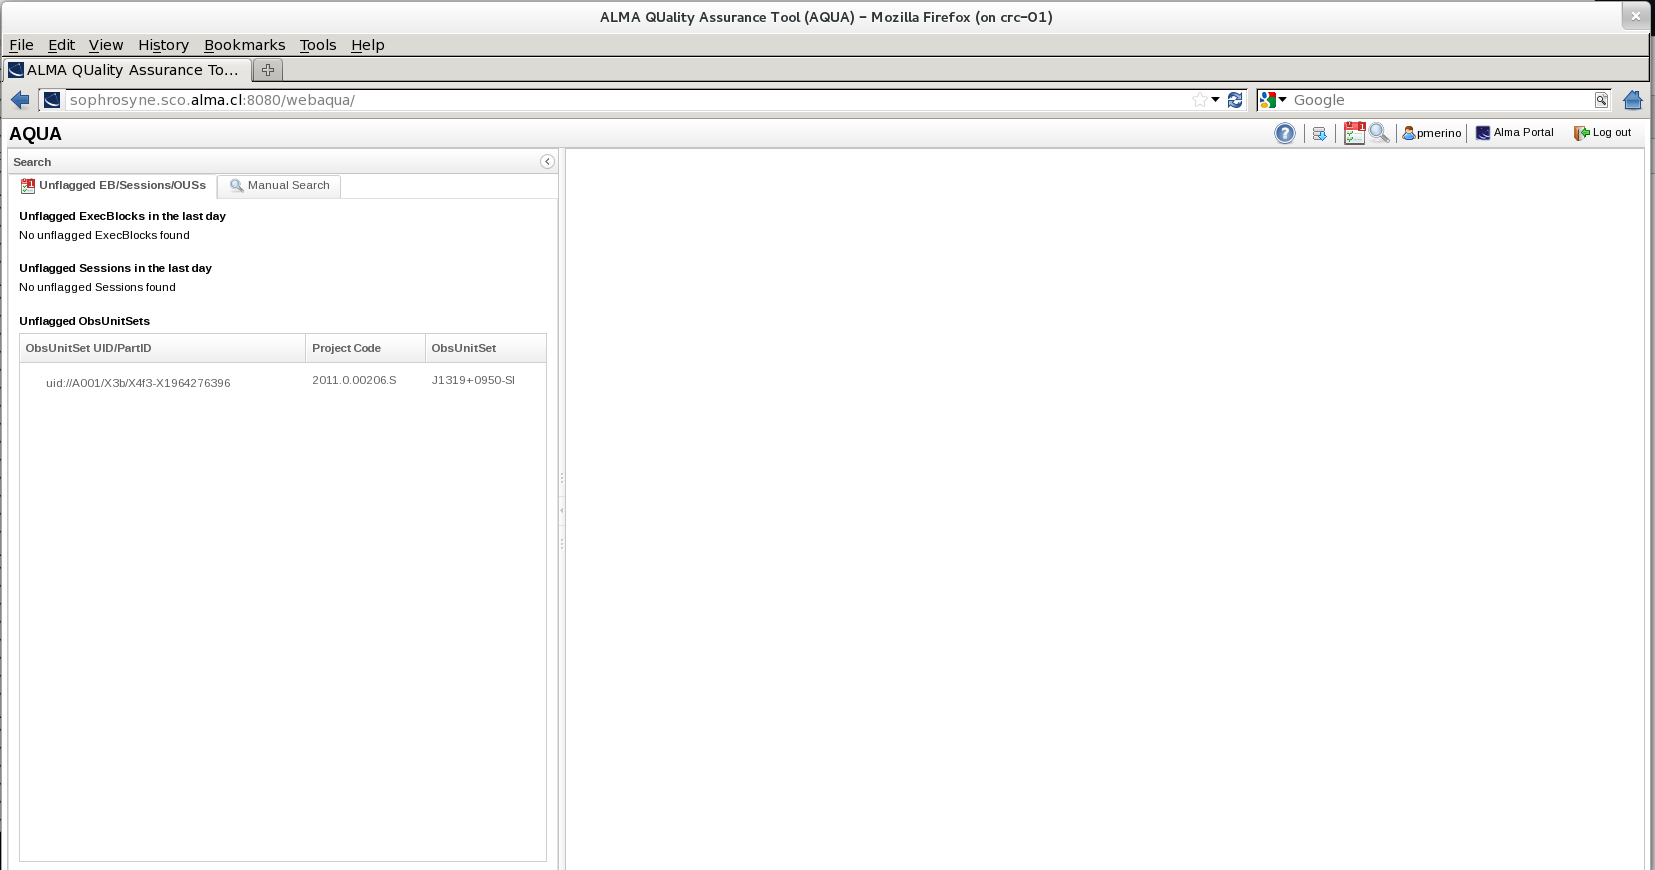 ALMA QUality Assurance Tool (AQUA) - Mozilla Firefox (on crc-01)
File Edit View History Bookmarks Tools Help
ALMA QUality Assurance To...
sophrosyne.sco.alma.cl:8080/webaqua/
Google
AQUA
? 1 pmerino Alma Portal Log out
Search
1 Unflagged EB/Sessions/OUSs Manual Search
Unflagged ExecBlocks in the last day
No unflagged ExecBlocks found
Unflagged Sessions in the last day
No unflagged Sessions found
Unflagged ObsUnitSets
ObsUnitSet UID/PartID Project Code ObsUnitSet
uid://A001/X3b/X4f3-X1964276396 2011.0.00206.S J1319+0950-SI